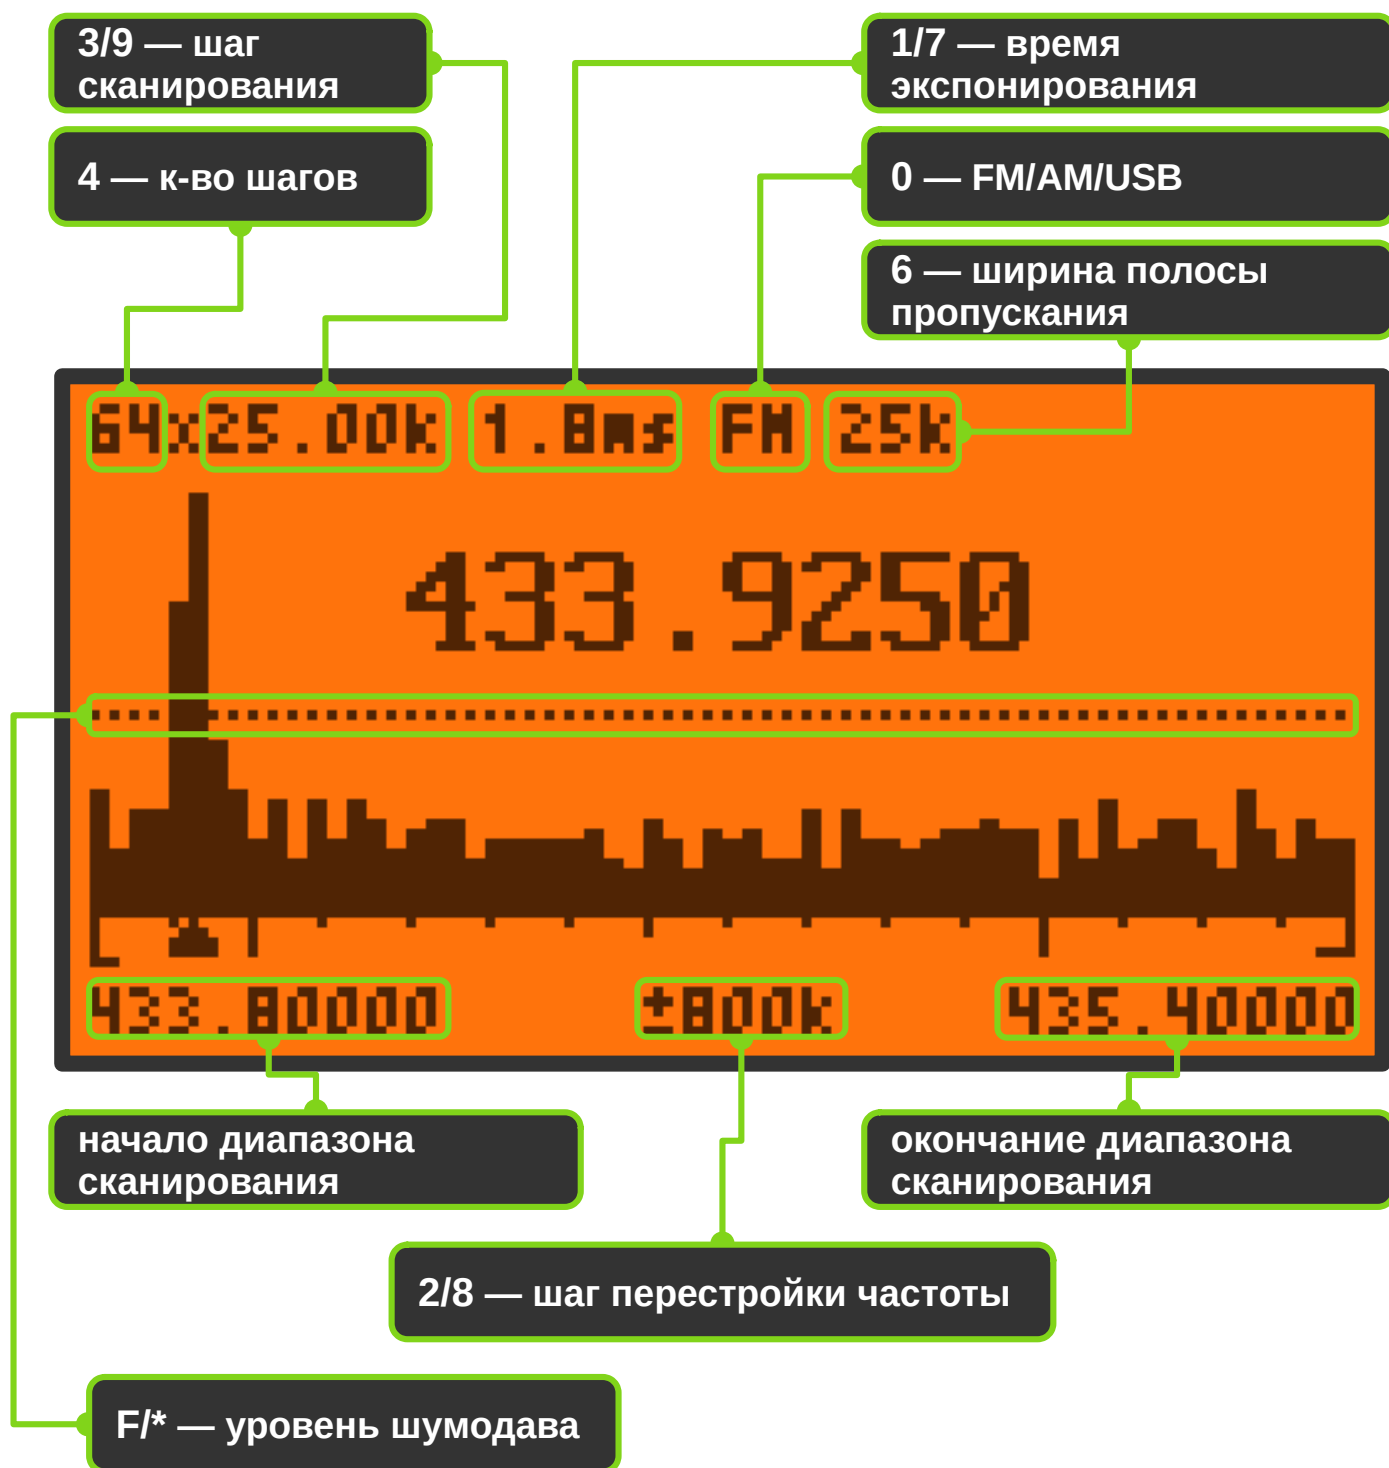 3/9 — шаг
сканирования
1/7 — время
экспонирования
4 — к-во шагов
0 — FM/AM/USB
6 — ширина полосы
пропускания
64x25.00k 1.8ms FM 25k
433.9250
433.80000 ±800k 435.40000
начало диапазона
сканирования
окончание диапазона
сканирования
2/8 — шаг перестройки частоты
F/* — уровень шумодава